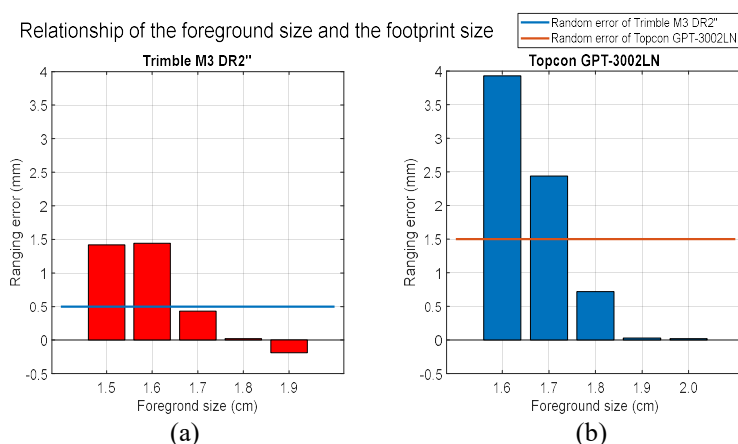 Relationship of the foreground size and the footprint size
Random error of Trimble M3 DR2"
Random error of Topcon GPT-3002LN
Trimble M3 DR2"
4
3.5
3
2.5
2
1.5
1
0.5
0
-0.5
Ranging error (mm)
1.5 1.6 1.7 1.8 1.9
Foregrond size (cm)
(a)
Topcon GPT-3002LN
4
3.5
3
2.5
2
1.5
1
0.5
0
-0.5
Ranging error (mm)
1.6 1.7 1.8 1.9 2.0
Foreground size (cm)
(b)